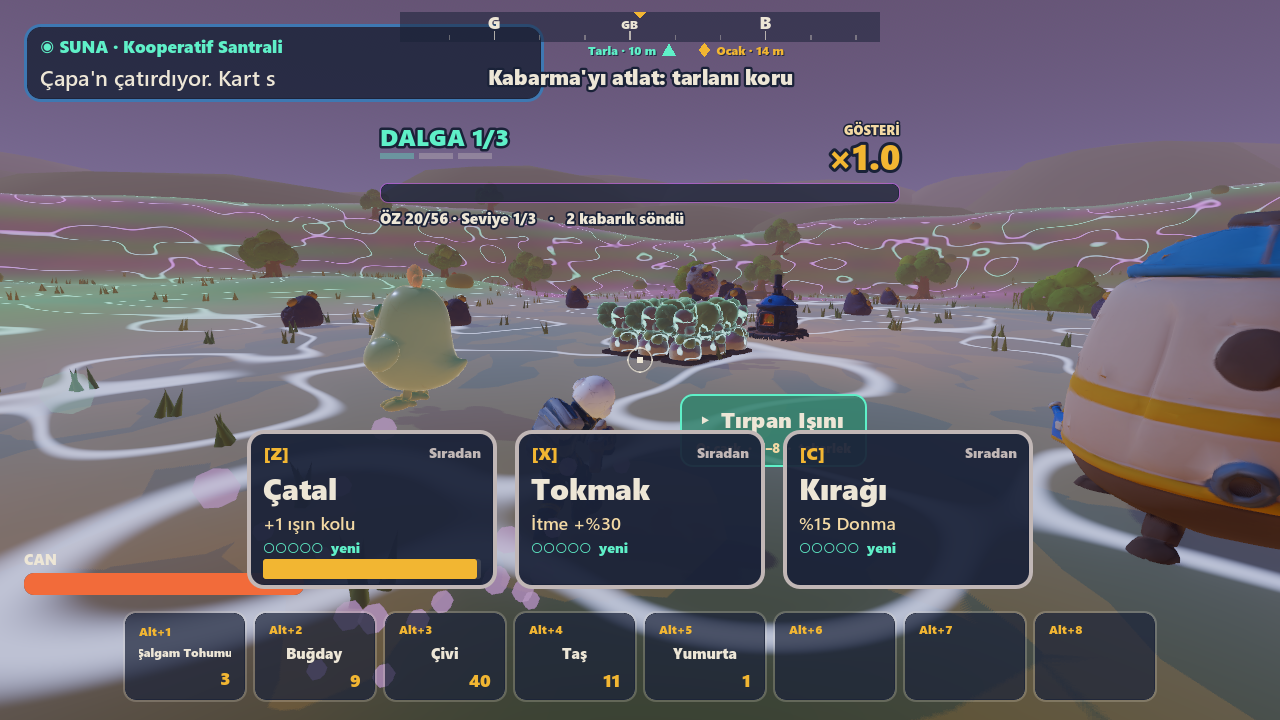 G
GB
B
◉ SUNA · Kooperatif Santrali
Çapa'n çatırdıyor. Kart s
Tarla · 10 m
Ocak · 14 m
Kabarma'yı atlat: tarlanı koru
DALGA 1/3
GÖSTERİ
×1.0
ÖZ 20/56 · Seviye 1/3 · 2 kabarık söndü
▸ Tırpan Işını
–8
[Z]
Sıradan
Çatal
+1 ışın kolu
○○○○○ yeni
[X]
Sıradan
Tokmak
İtme +%30
○○○○○ yeni
[C]
Sıradan
Kırağı
%15 Donma
○○○○○ yeni
CAN
Alt+1
Şalgam Tohumu
3
Alt+2
Buğday
9
Alt+3
Çivi
40
Alt+4
Taş
11
Alt+5
Yumurta
1
Alt+6
Alt+7
Alt+8